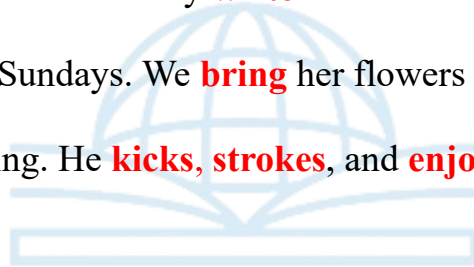 Sundays. We bring her flowers
ng. He kicks, strokes, and enjo